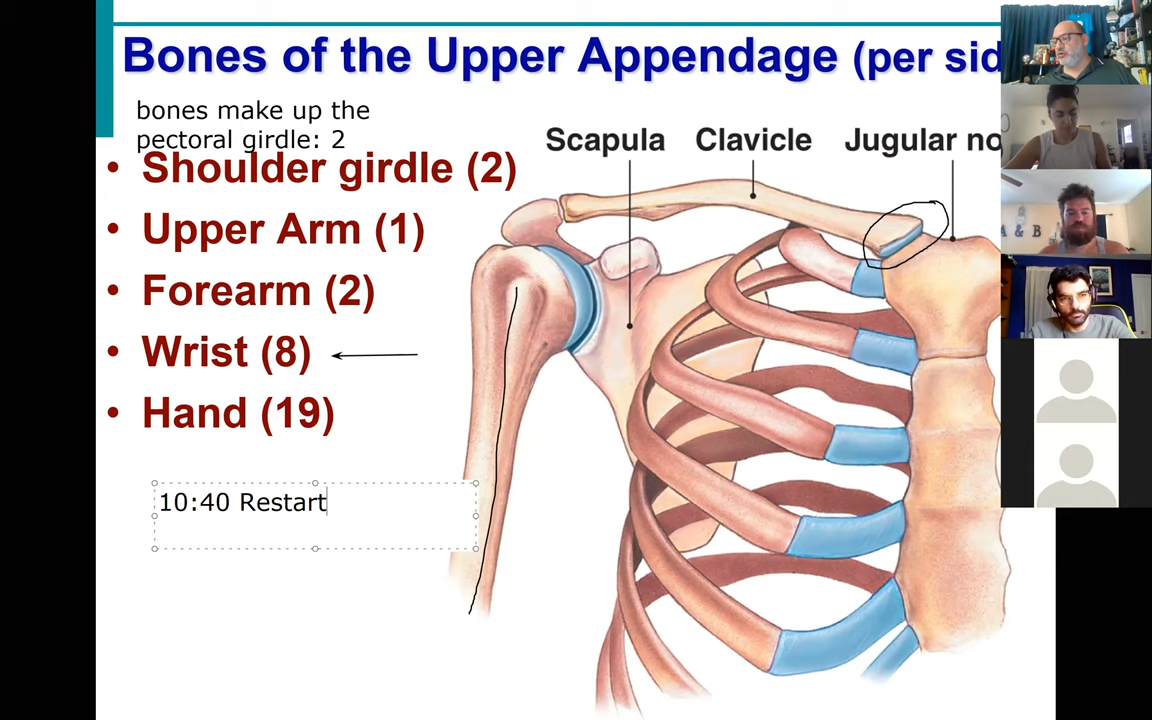 Bones of the Upper Appendage (per sid
bones make up the
pectoral girdle: 2
• Shoulder girdle (2)
• Upper Arm (1)
• Forearm (2)
• Wrist (8)
• Hand (19)
10:40 Restart
Scapula Clavicle Jugular no
A & B